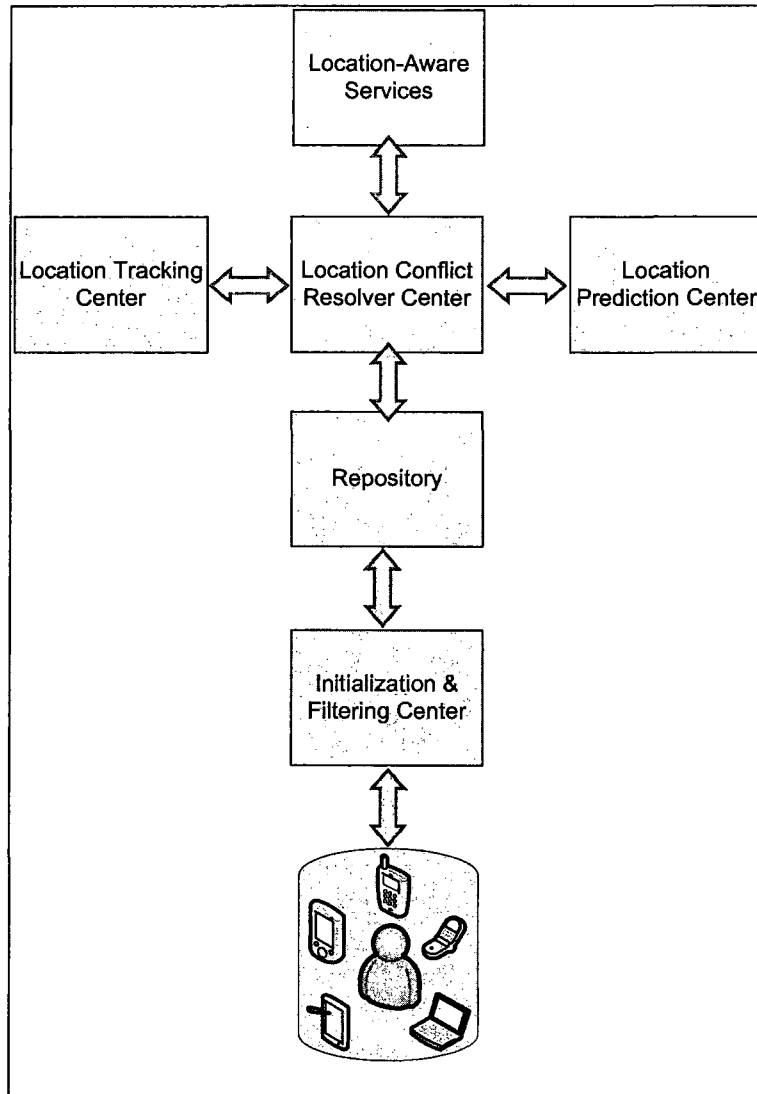 Location-Aware
Services
Location Tracking
Center
Location Conflict
Resolver Center
Location
Prediction Center
Repository
Initialization &
Filtering Center